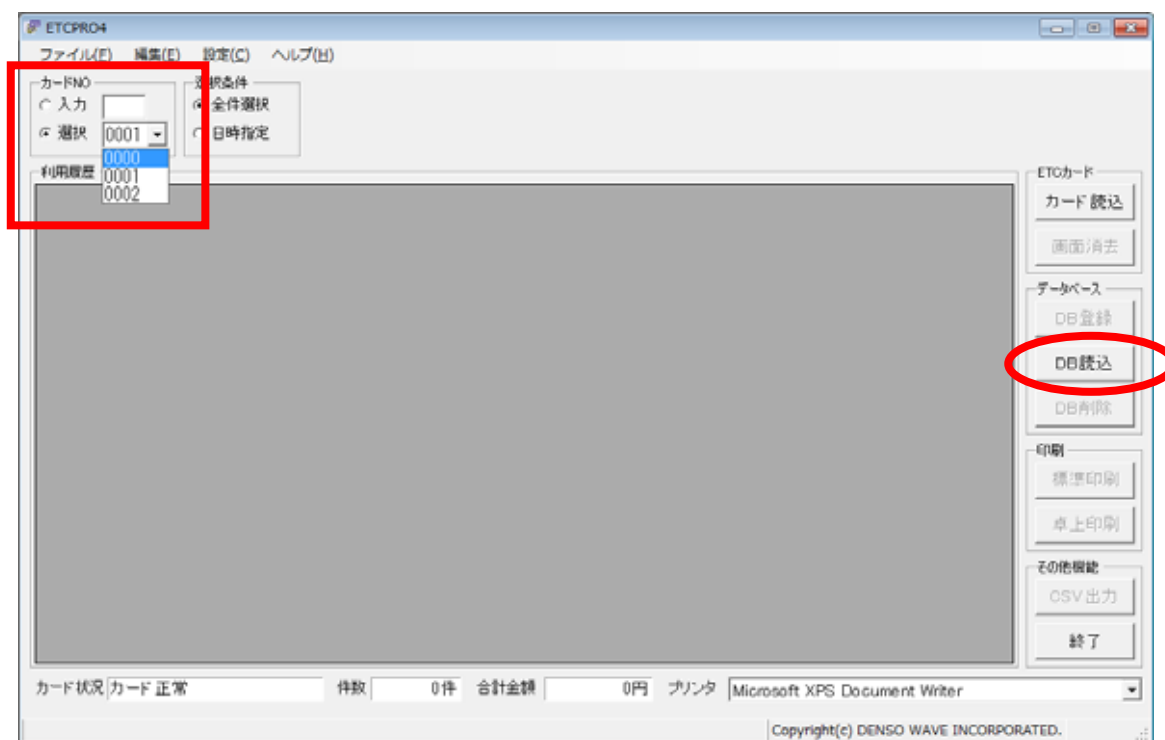 ETCPRO4
ファイル(F) 編集(E) 設定(C) ヘルプ(H)
カードNO
入力
選択 0001
0000
0001
0002
選択条件
全件選択
日時指定
利用履歴
ETCカード
カード 読込
画面消去
データベース
DB登録
DB読込
DB削除
印刷
標準印刷
卓上印刷
その他機能
CSV出力
終了
カード状況 カード正常 件数 0件 合計金額 0円 プリンタ Microsoft XPS Document Writer
Copyright(c) DENSO WAVE INCORPORATED.